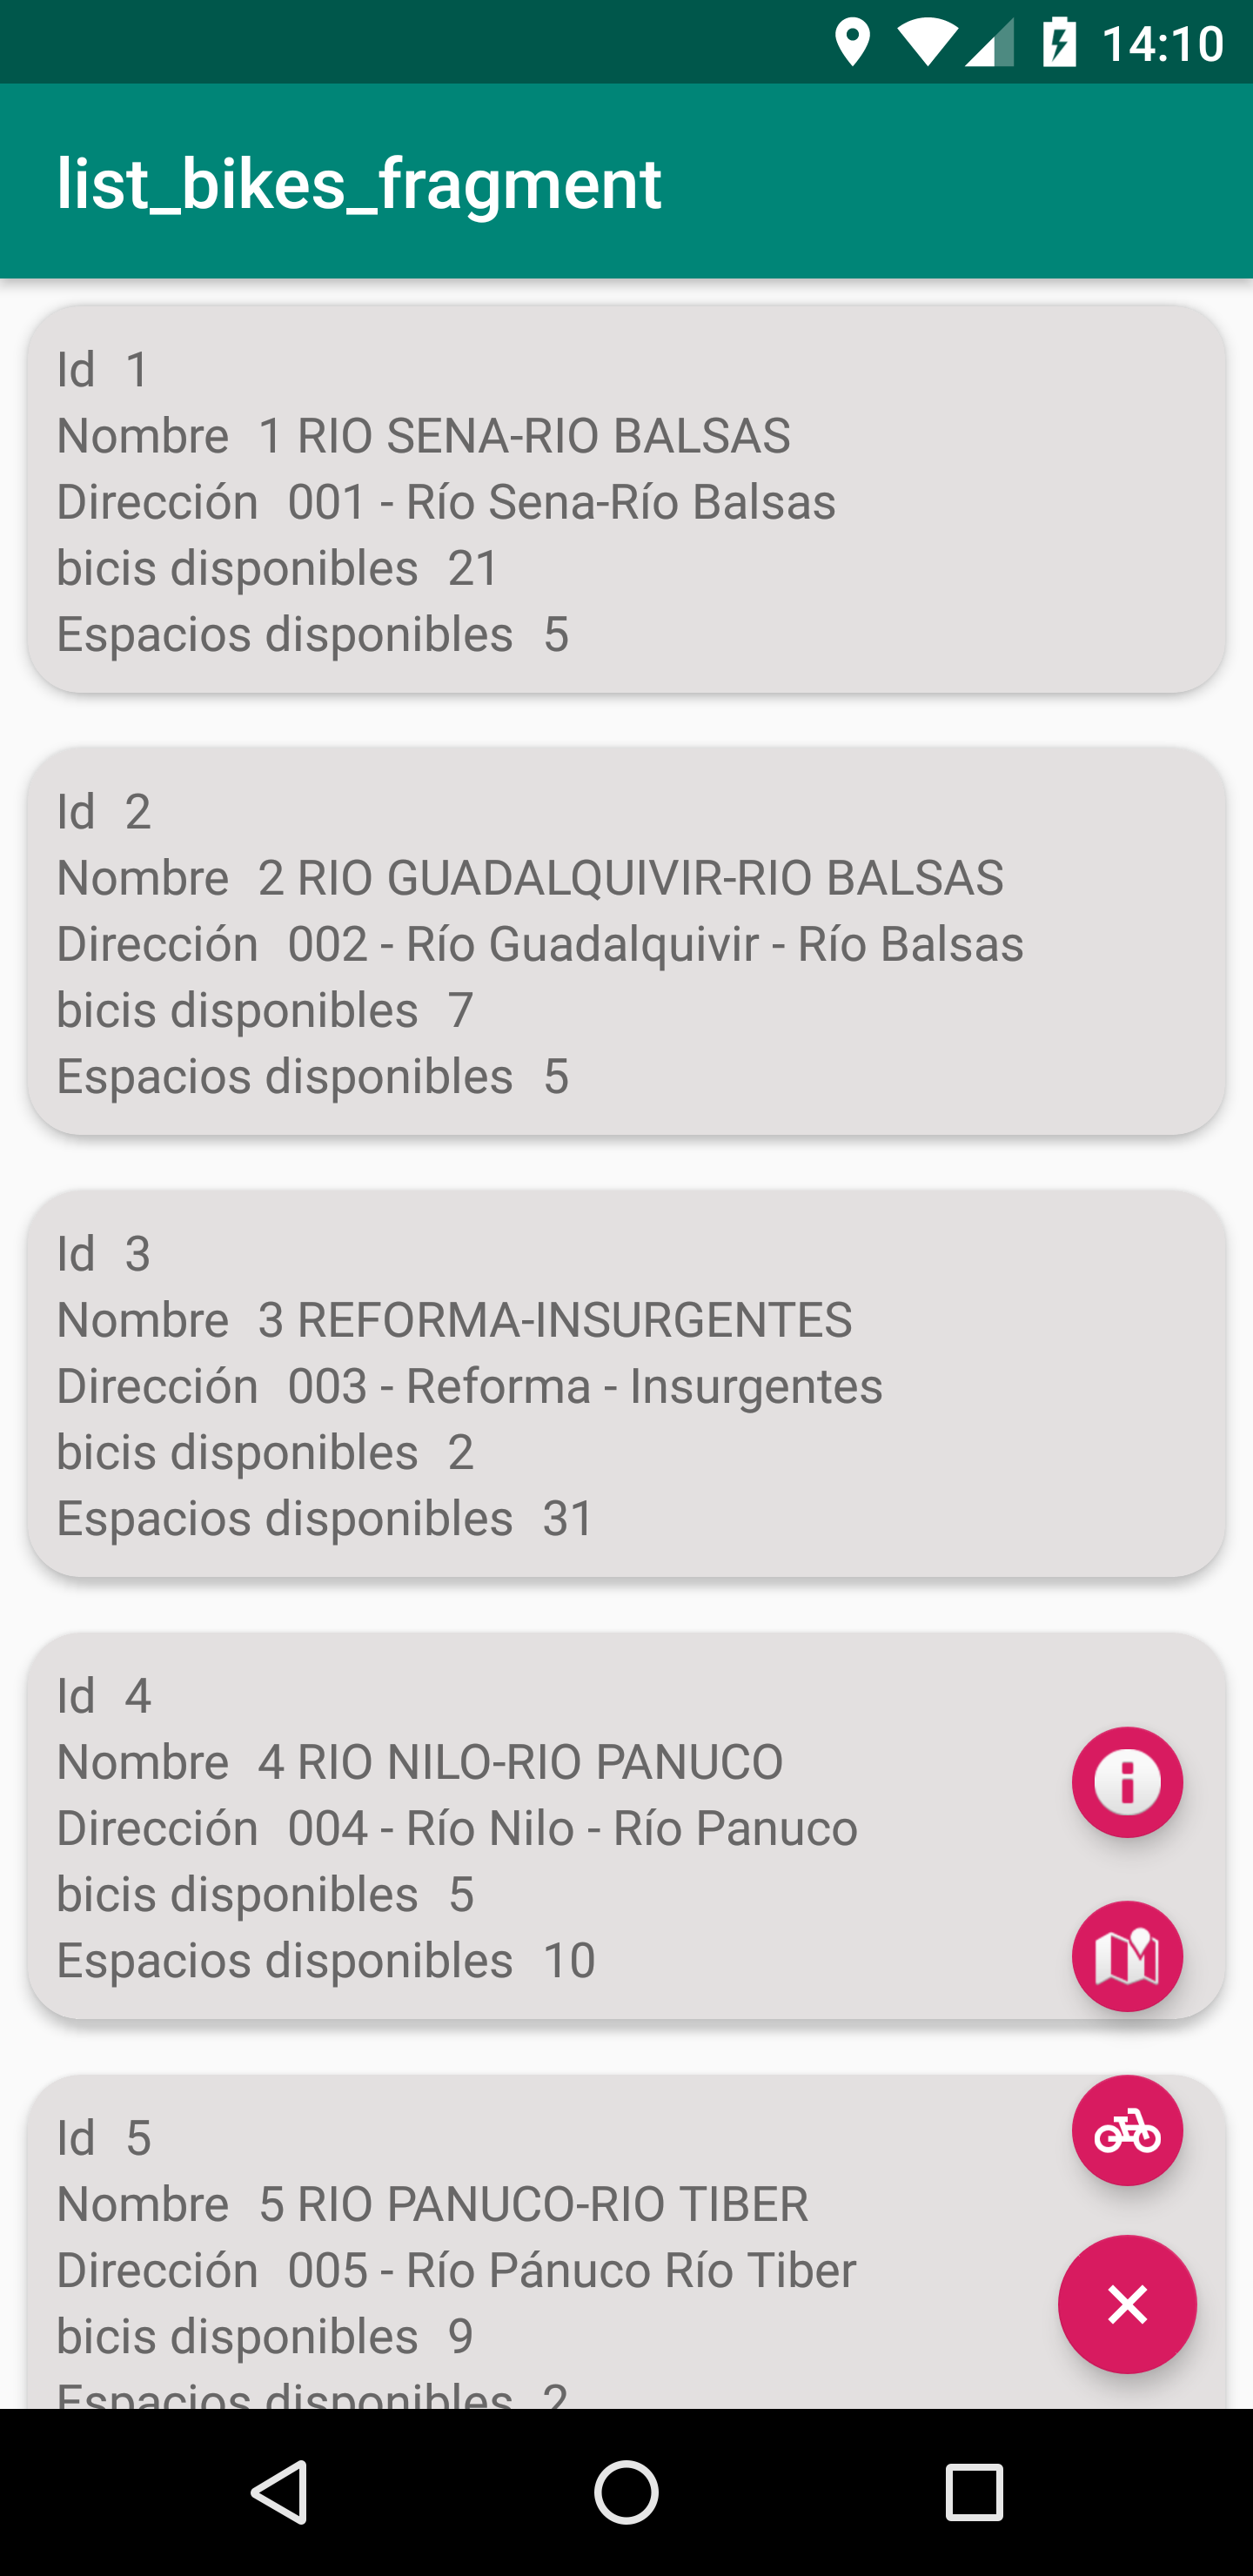 14:10
list_bikes_fragment
Id 1
Nombre 1 RIO SENA-RIO BALSAS
Dirección 001 - Río Sena-Río Balsas
bicis disponibles 21
Espacios disponibles 5
Id 2
Nombre 2 RIO GUADALQUIVIR-RIO BALSAS
Dirección 002 - Río Guadalquivir - Río Balsas
bicis disponibles 7
Espacios disponibles 5
Id 3
Nombre 3 REFORMA-INSURGENTES
Dirección 003 - Reforma - Insurgentes
bicis disponibles 2
Espacios disponibles 31
Id 4
Nombre 4 RIO NILO-RIO PANUCO
Dirección 004 - Río Nilo - Río Panuco
bicis disponibles 5
Espacios disponibles 10
Id 5
Nombre 5 RIO PANUCO-RIO TIBER
Dirección 005 - Río Pánuco Río Tiber
bicis disponibles 9
Espacios disponibles 2